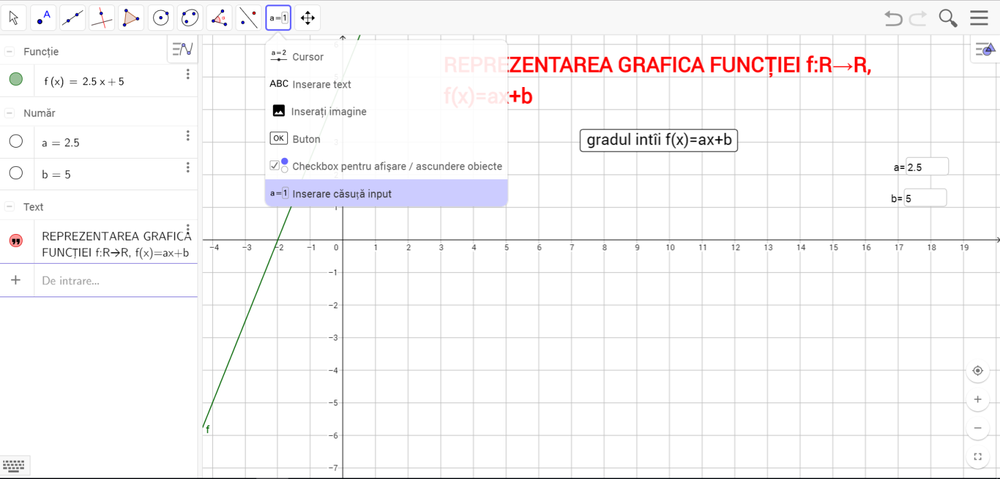 A
a=1
Funcție
f(x) = 2.5x+5
Număr
a = 2.5
b = 5
Text
REPREZENTAREA GRAFICA
FUNCȚIEI f:R→R, f(x)=ax+b
De intrare...
a=2 Cursor
ABC Inserare text
Inserați imagine
OK Buton
Checkbox pentru afișare / ascundere obiecte
a=1 Inserare căsuță input
REPREZENTAREA GRAFICA FUNCȚIEI f:R→R,
f(x)=ax+b
gradul intîi f(x)=ax+b
a= 2.5
b= 5
6
5
3
2
1
−4 −3 −2 −1 0 1 2 3 4 5 6 7 8 9 10 11 12 13 14 15 16 17 18 19
−1
−2
−3
−4
−5
−6
−7
f